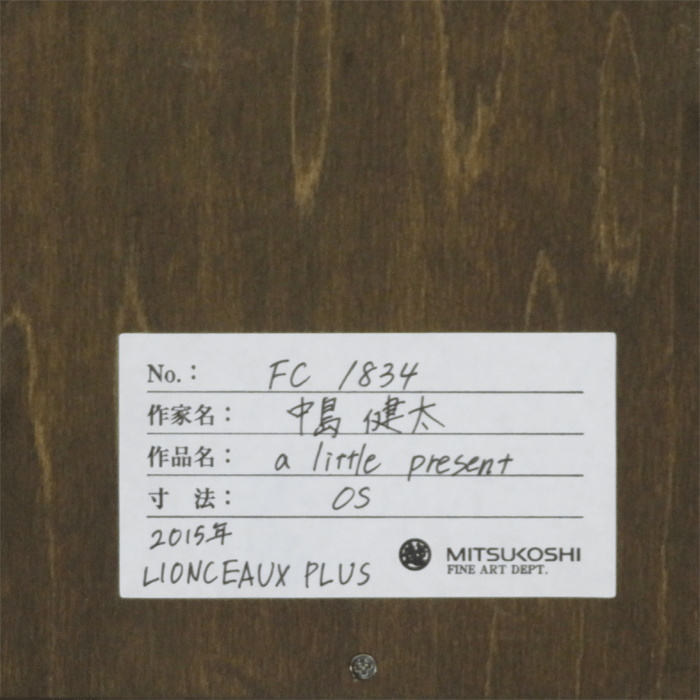 No.: FC 1834
作家名: 中島 健太
作品名: a little present
寸 法: OS
2015年
LIONCEAUX PLUS
MITSUKOSHI
FINE ART DEPT.